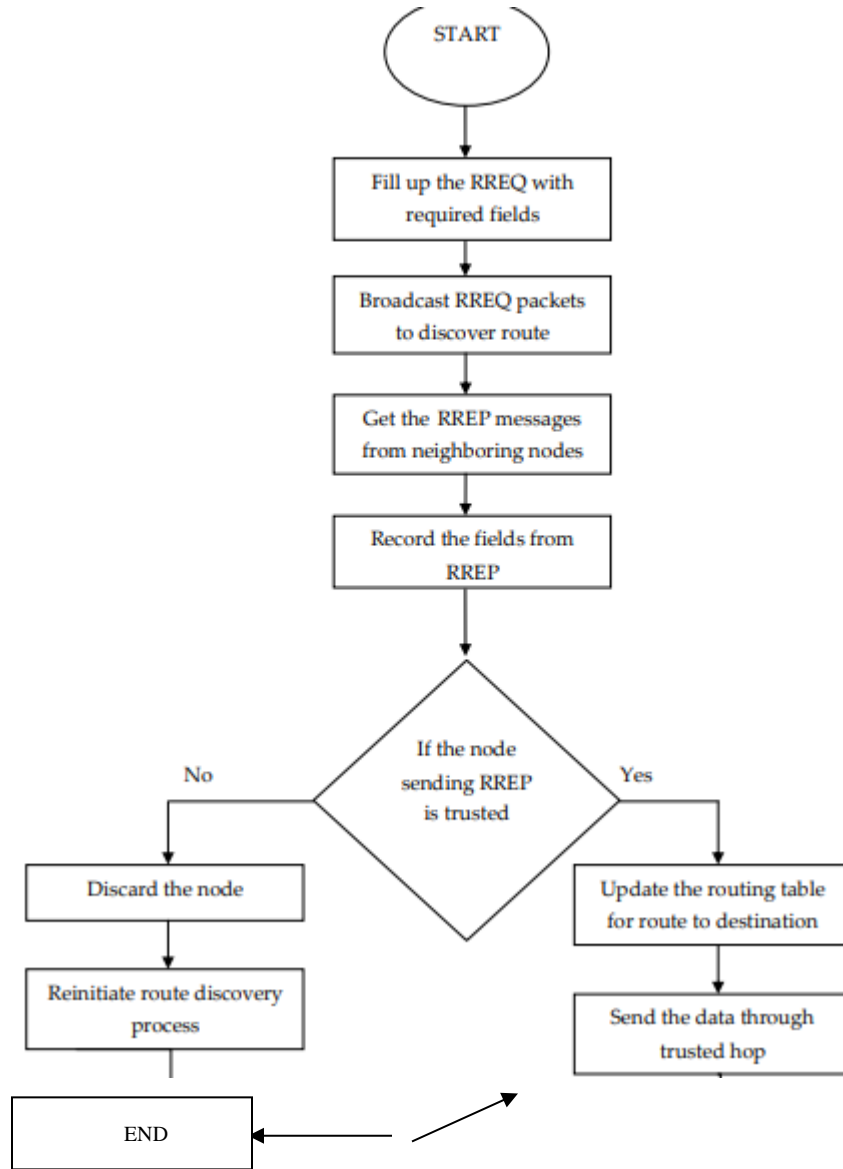 START
Fill up the RREQ with
required fields
Broadcast RREQ packets
to discover route
Get the RREP messages
from neighboring nodes
Record the fields from
RREP
If the node
sending RREP
is trusted
No
Yes
Discard the node
Update the routing table
for route to destination
Reinitiate route discovery
process
Send the data through
trusted hop
END